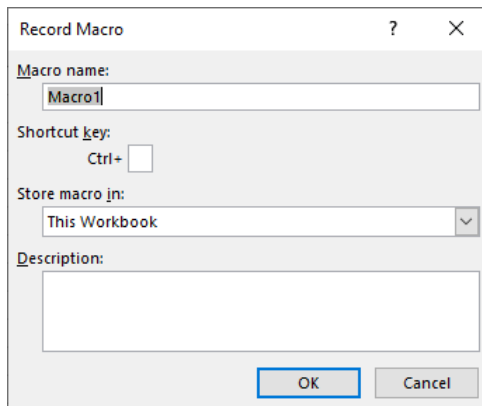 Record Macro ?
Macro name:
Macro1
Shortcut key:
Ctrl+
Store macro in:
This Workbook
Description:
OK Cancel